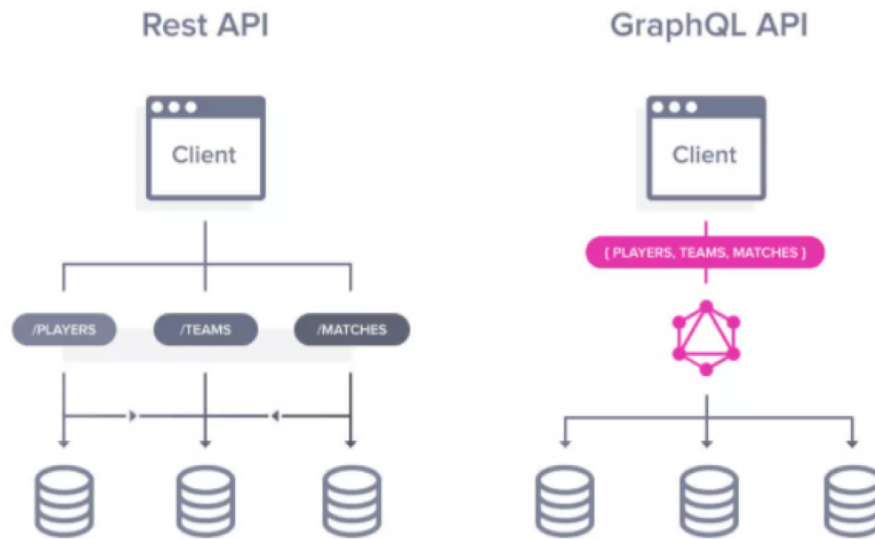 Rest API
GraphQL API
Client
Client
{ PLAYERS, TEAMS, MATCHES }
/PLAYERS
/TEAMS
/MATCHES